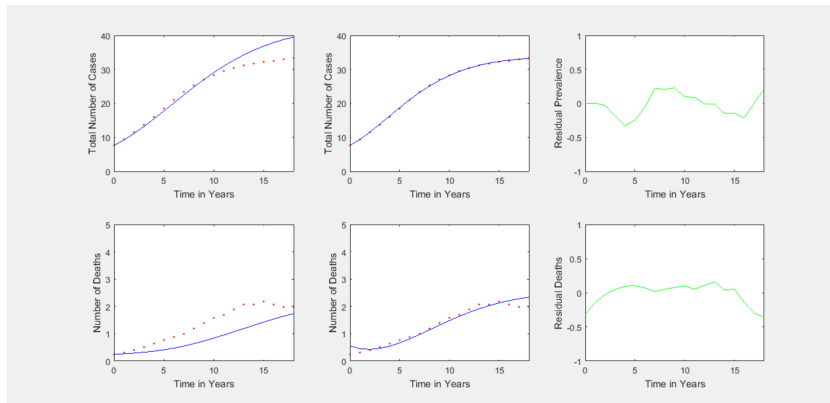 40
30
20
10
0
Total Number of Cases
0 5 10 15
Time in Years
40
30
20
10
0
Total Number of Cases
0 5 10 15
Time in Years
1
0.5
0
-0.5
-1
Residual Prevalence
0 5 10 15
Time in Years
5
4
3
2
1
0
Number of Deaths
0 5 10 15
Time in Years
5
4
3
2
1
0
Number of Deaths
0 5 10 15
Time in Years
1
0.5
0
-0.5
-1
Residual Deaths
0 5 10 15
Time in Years